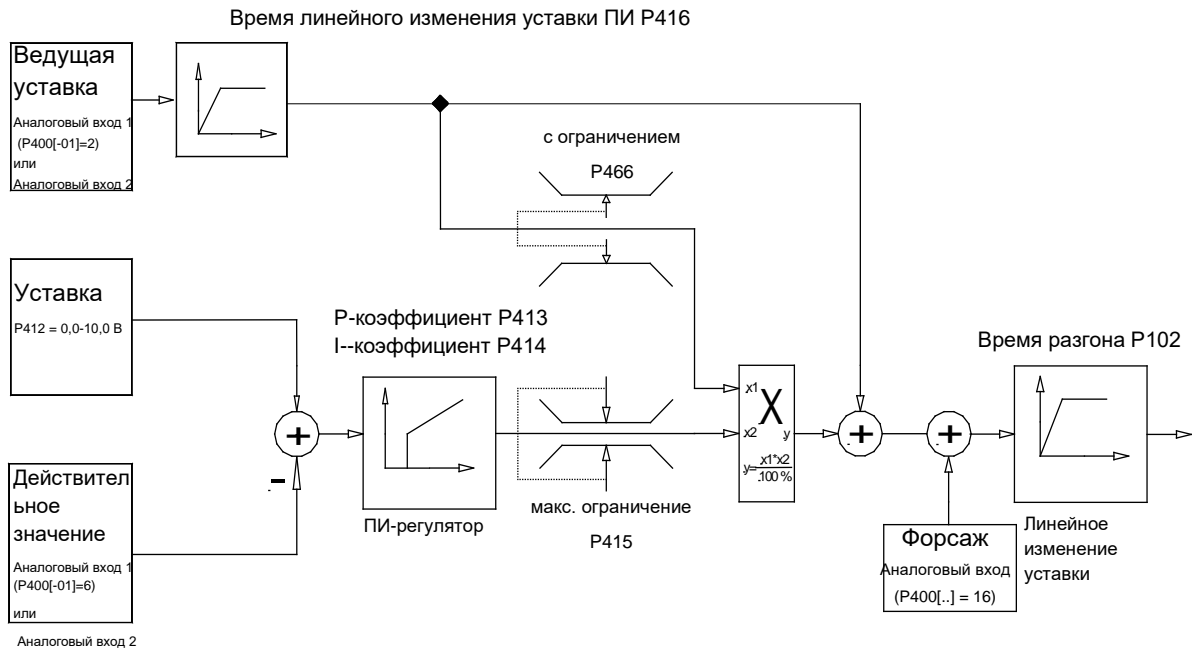 Время линейного изменения уставки ПИ P416
Ведущая
уставка
Аналоговый вход 1
(P400[-01]=2)
или
Аналоговый вход 2
с ограничением
P466
Уставка
P412 = 0,0-10,0 В
P-коэффициент P413
I--коэффициент P414
Время разгона P102
x1
X
x2
y
y=
x1*x2
100 %
+
+
+
-
Действител
ьное
значение
Аналоговый вход 1
(P400[-01]=6)
или
Аналоговый вход 2
ПИ-регулятор
макс. ограничение
P415
Форсаж
Аналоговый вход
(P400[..] = 16)
Линейное
изменение
уставки